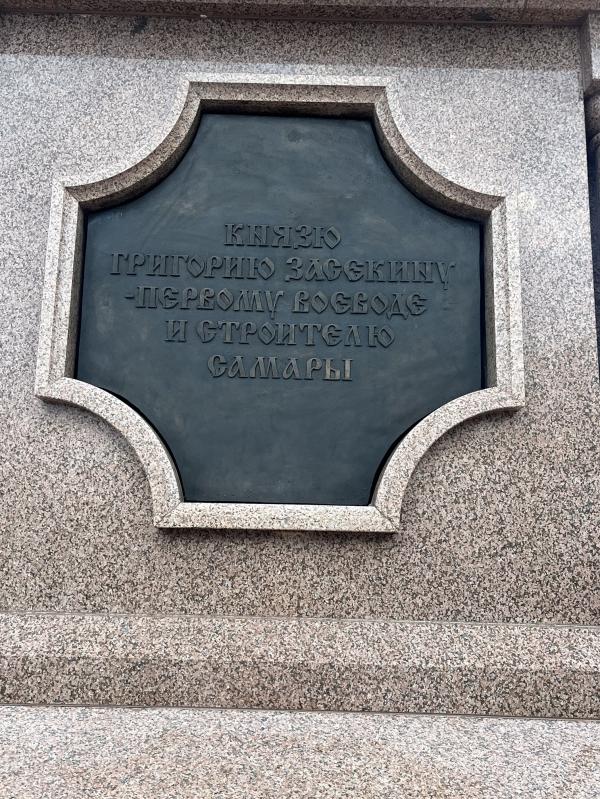 КНЯЗЮ
ГРИГОРИЮ ЗАСЕКИНУ
-ПЕРВОМУ ВОЕВОДЕ
И СТРОИТЕЛЮ
САМАРЫ